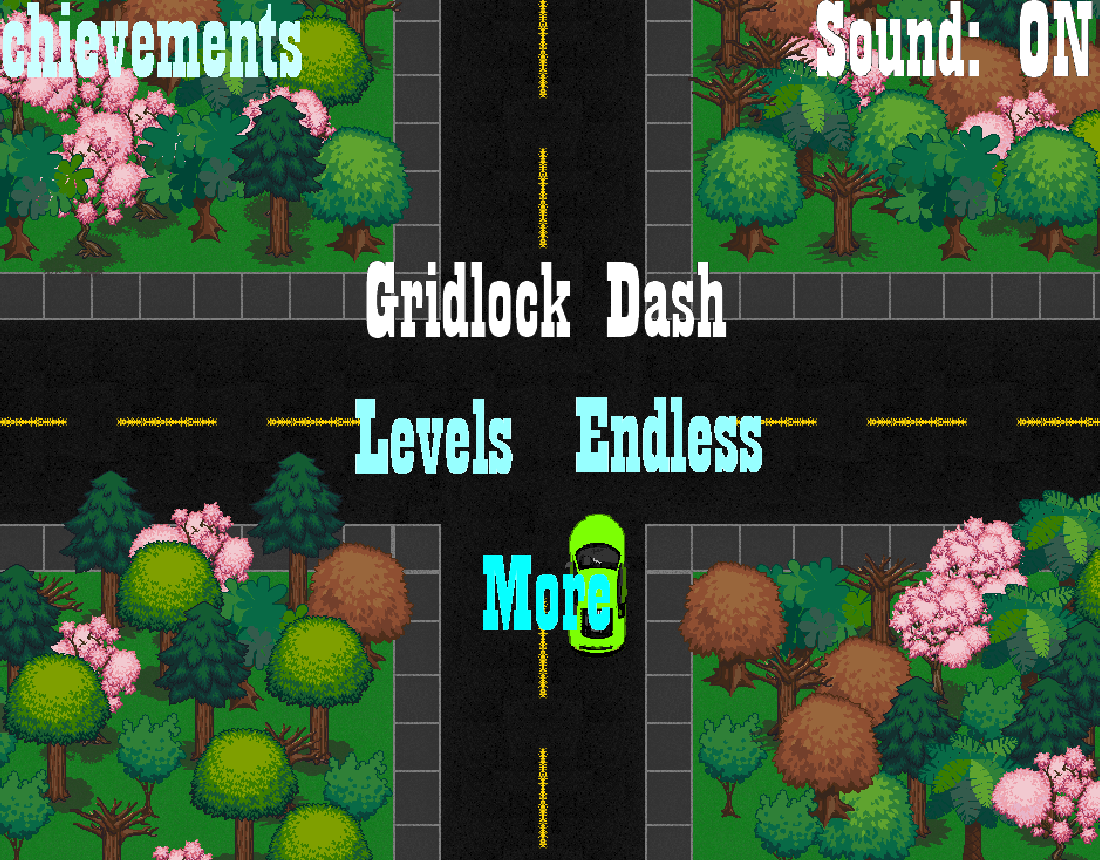 chievements
Sound: ON
Gridlock Dash
Levels
Endless
More